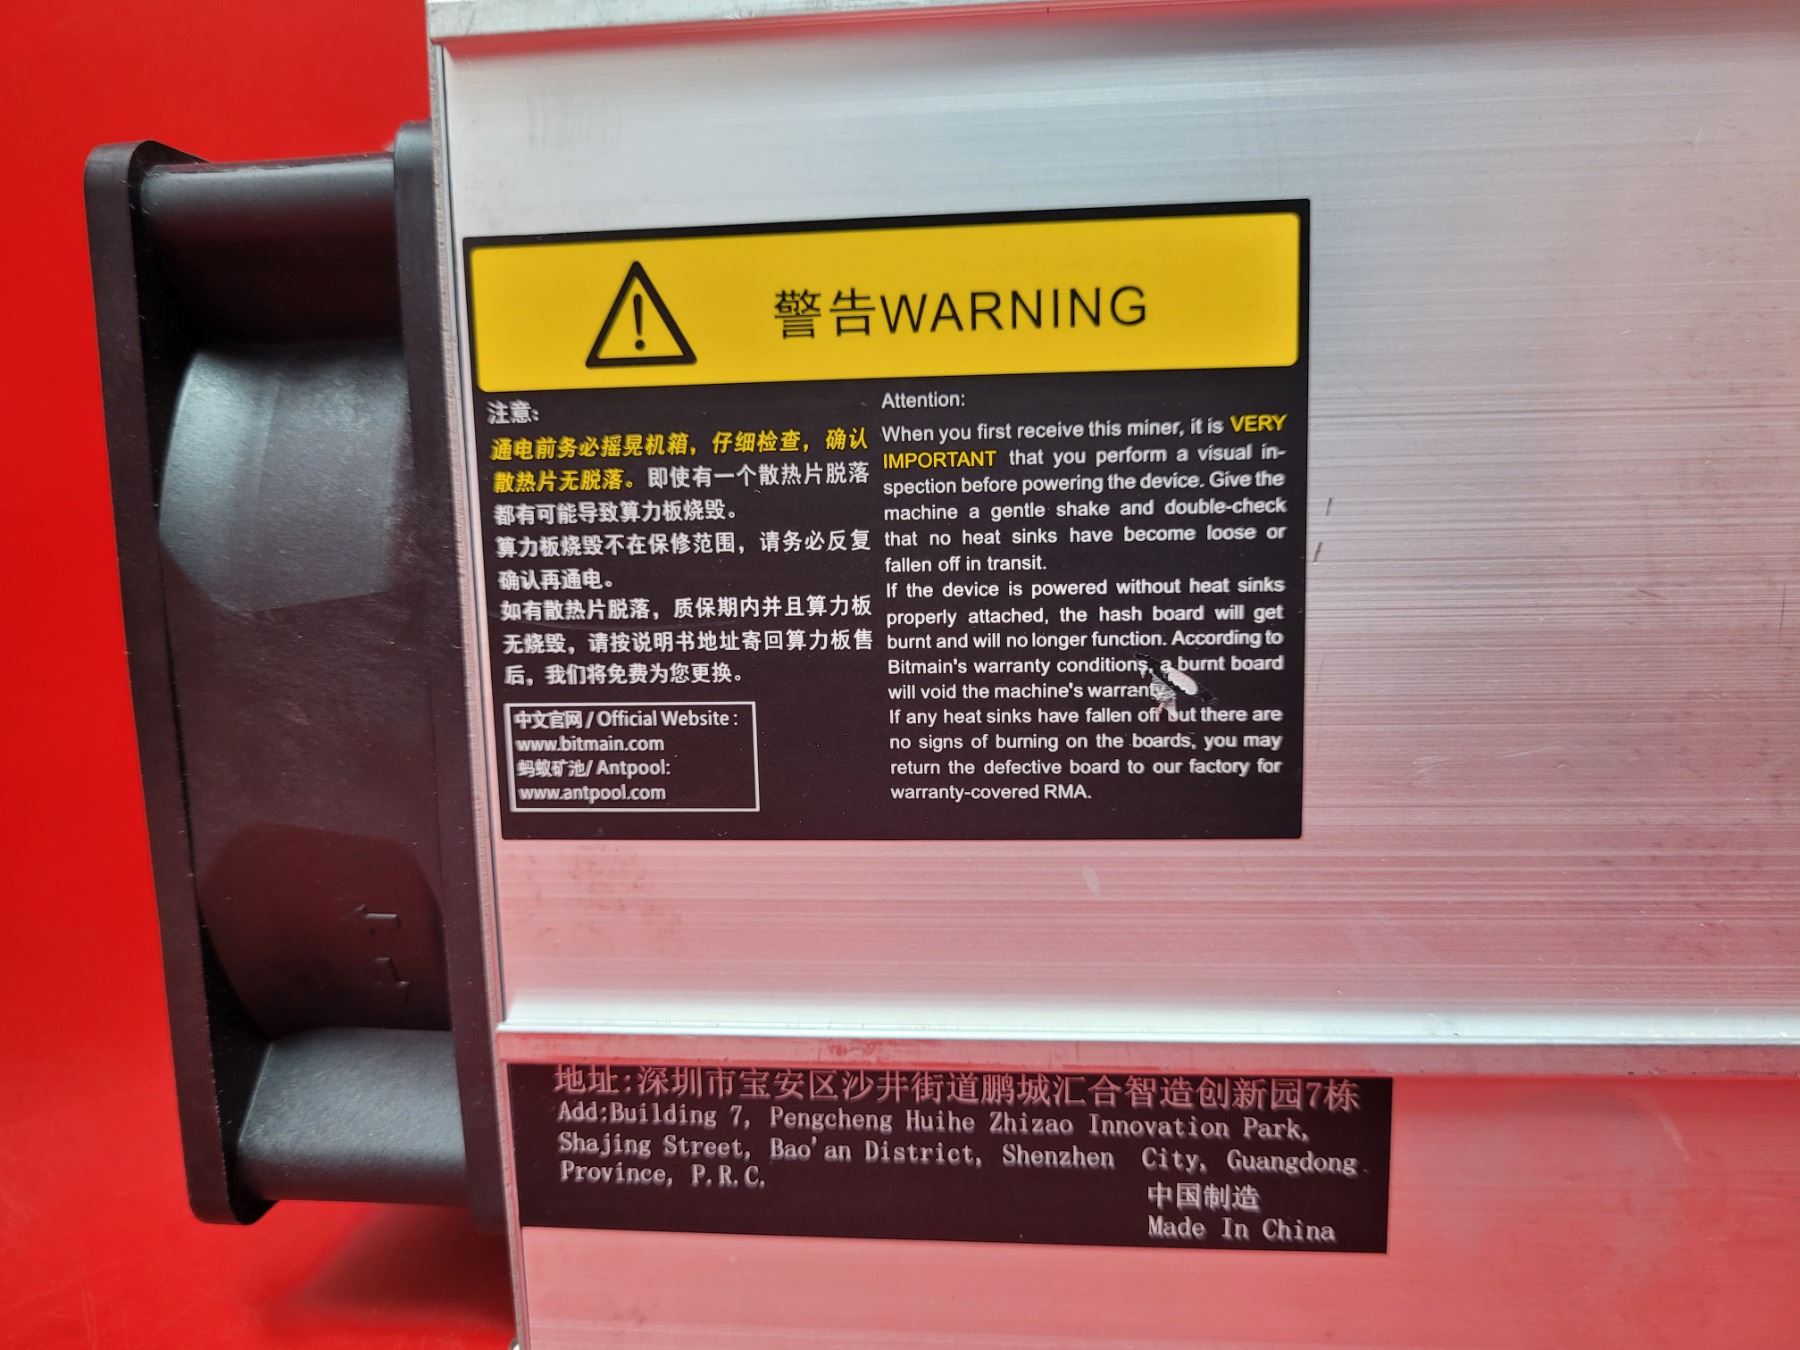 警告WARNING
注意:
通电前务必摇晃机箱，仔细检查，确认
散热片无脱落。即使有一个散热片脱落
都有可能导致算力板烧毁。
算力板烧毁不在保修范围，请务必反复
确认再通电。
如有散热片脱落，质保期内并且算力板
无烧毁，请按说明书地址寄回算力板售
后，我们将免费为您更换。
中文官网/Official Website:
www.bitmain.com
蚂蚁矿池/Antpool:
www.antpool.com
Attention:
When you first receive this miner, it is VERY
IMPORTANT that you perform a visual in-
spection before powering the device. Give the
machine a gentle shake and double-check
that no heat sinks have become loose or
fallen off in transit.
If the device is powered without heat sinks
properly attached, the hash board will get
burnt and will no longer function. According to
Bitmain's warranty conditions, a burnt board
will void the machine's warranty
If any heat sinks have fallen off but there are
no signs of burning on the boards, you may
return the defective board to our factory for
warranty-covered RMA.
地址:深圳市宝安区沙井街道鹏城汇合智造创新园7栋
Add:Building 7, Pengcheng Huihe Zhizao Innovation Park,
Shajing Street, Bao'an District, Shenzhen City, Guangdong
Province, P.R.C.
中国制造
Made In China